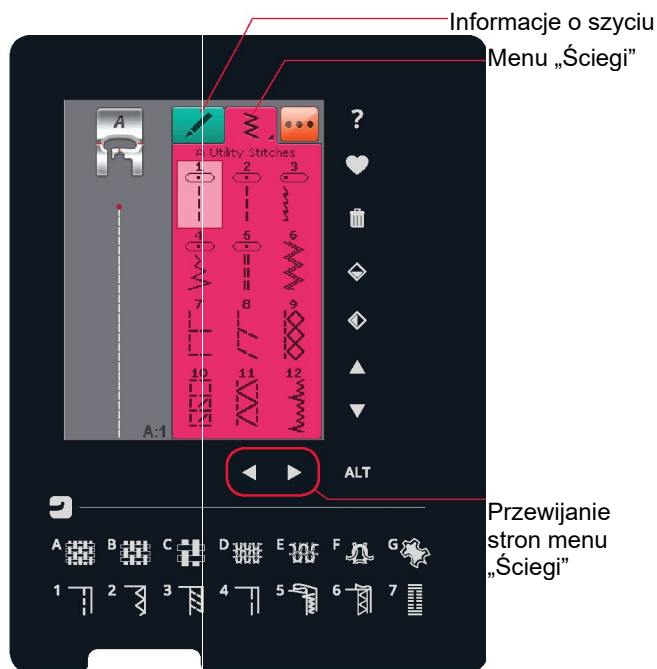 Informacje o szyciu
Menu „Ściegi”
A
?
A Utility Stitches
1 2 3
4 5 6
7 8 9
10 11 12
A:1
ALT
Przewijanie
stron menu
„Ściegi”
A B C D E F G
1 2 3 4 5 6 7